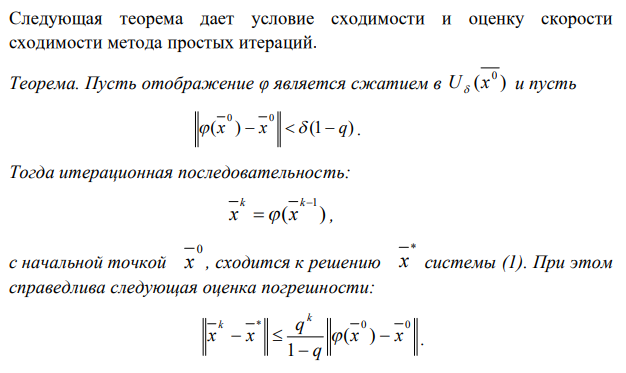 Следующая теорема дает условие сходимости и оценку скорости
сходимости метода простых итераций.
Теорема. Пусть отображение φ является сжатием в $U_{\delta}(\overline{x^{0}})$ и пусть
$\left\|\varphi(\overline{x}^{0})-\overline{x}^{0}\right\|<\delta(1-q)$.
Тогда итерационная последовательность:
$\overline{x}^{k}=\varphi(\overline{x}^{k-1})$,
с начальной точкой $\overline{x}^{0}$, сходится к решению $\overline{x}^{*}$ системы (1). При этом
справедлива следующая оценка погрешности:
$\left\|\overline{x}^{k}-\overline{x}^{*}\right\|\leq\frac{q^{k}}{1-q}\left\|\varphi(\overline{x}^{0})-\overline{x}^{0}\right\|$.